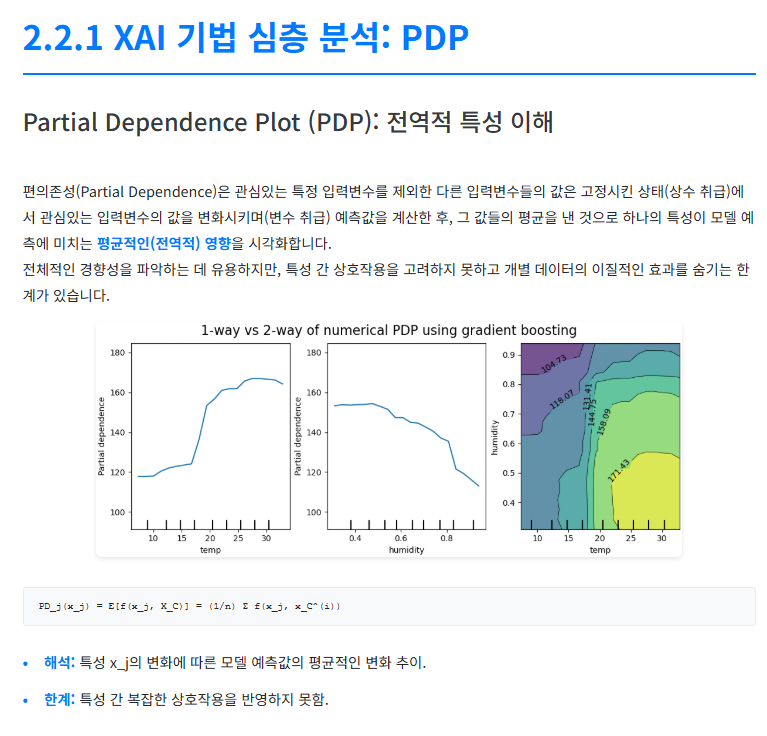 2.2.1 XAI 기법 심층 분석: PDP
Partial Dependence Plot (PDP): 전역적 특성 이해
편의존성(Partial Dependence)은 관심있는 특정 입력변수를 제외한 다른 입력변수들의 값은 고정시킨 상태(상수 취급)에
서 관심있는 입력변수의 값을 변화시키며(변수 취급) 예측값을 계산한 후, 그 값들의 평균을 낸 것으로 하나의 특성이 모델 예
측에 미치는 평균적인(전역적) 영향을 시각화합니다.
전체적인 경향성을 파악하는 데 유용하지만, 특성 간 상호작용을 고려하지 못하고 개별 데이터의 이질적인 효과를 숨기는 한
계가 있습니다.
1-way vs 2-way of numerical PDP using gradient boosting
180
160
140
120
100
Partial dependence
10 15 20 25 30
temp
180
160
140
120
100
Partial dependence
0.4 0.6 0.8
humidity
0.9
0.8
0.7
0.6
0.5
0.4
humidity
104.73
118.07
131.41
144.75
158.09
171.43
10 15 20 25 30
temp
PD_j(x_j) = E[f(x_j, X_C)] = (1/n) Σ f(x_j, x_C^(i))
• 해석: 특성 x_j의 변화에 따른 모델 예측값의 평균적인 변화 추이.
• 한계: 특성 간 복잡한 상호작용을 반영하지 못함.